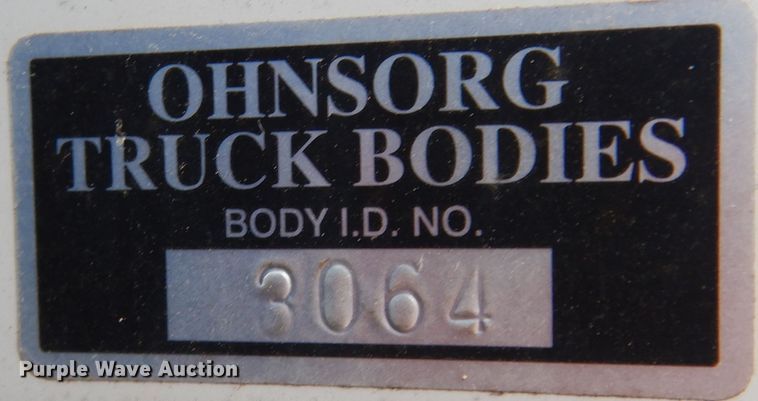 OHNSORG
TRUCK BODIES
BODY I.D. NO.
3064
Purple Wave Auction